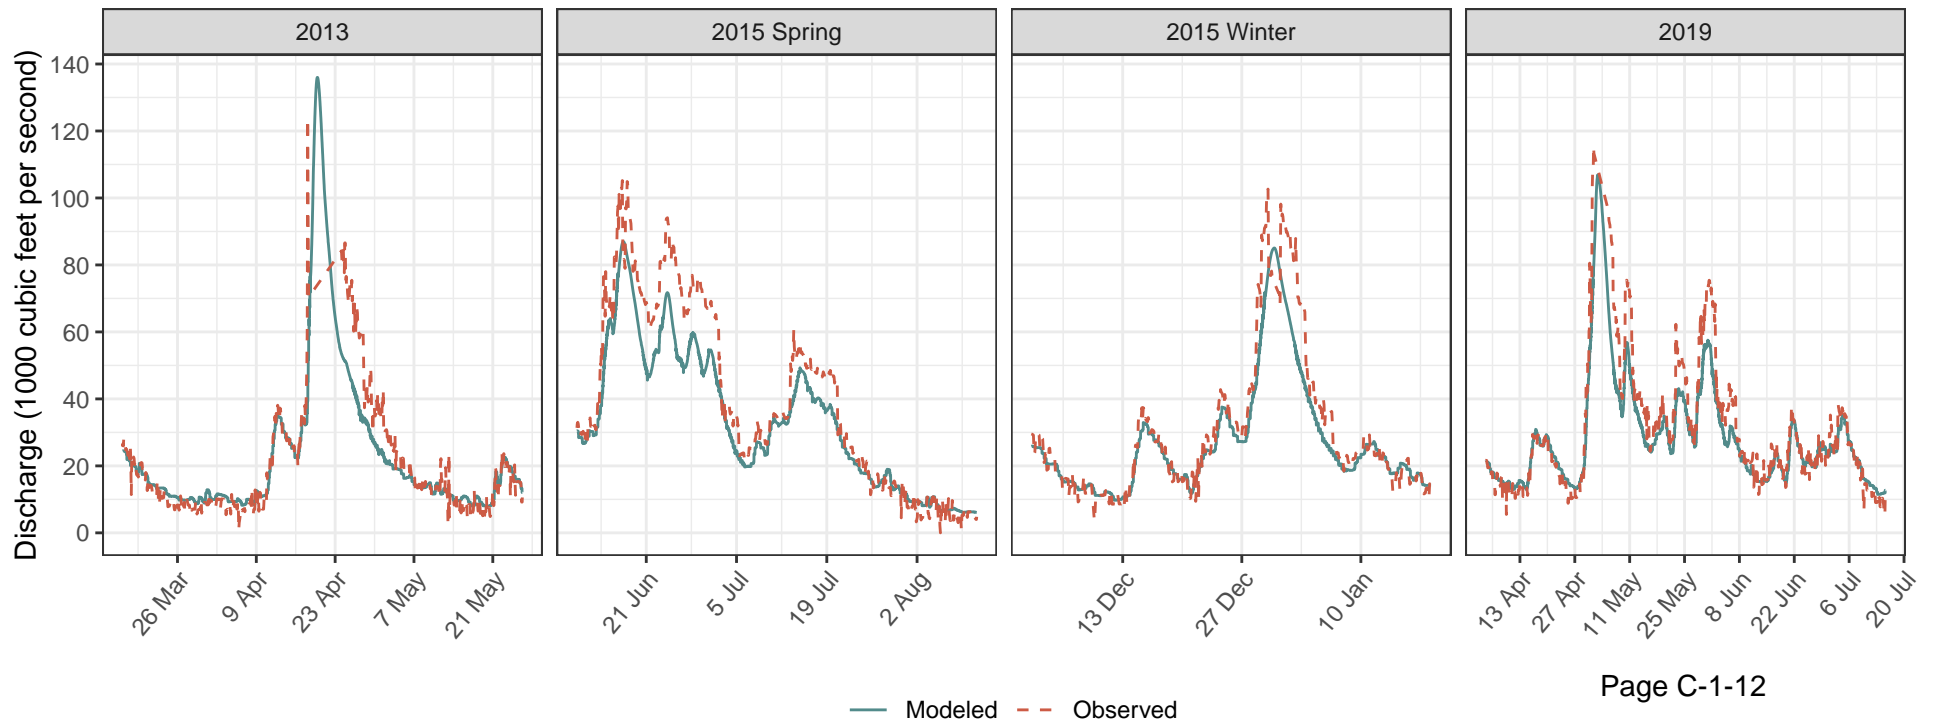 2013 2015 Spring 2015 Winter 2019
Discharge (1000 cubic feet per second)
140
120
100
80
60
40
20
0
26 Mar 9 Apr 23 Apr 7 May 21 May 21 Jun 5 Jul 19 Jul 2 Aug 13 Dec 27 Dec 10 Jan 13 Apr 27 Apr 11 May 25 May 8 Jun 22 Jun 6 Jul 20 Jul
Page C-1-12
Modeled Observed